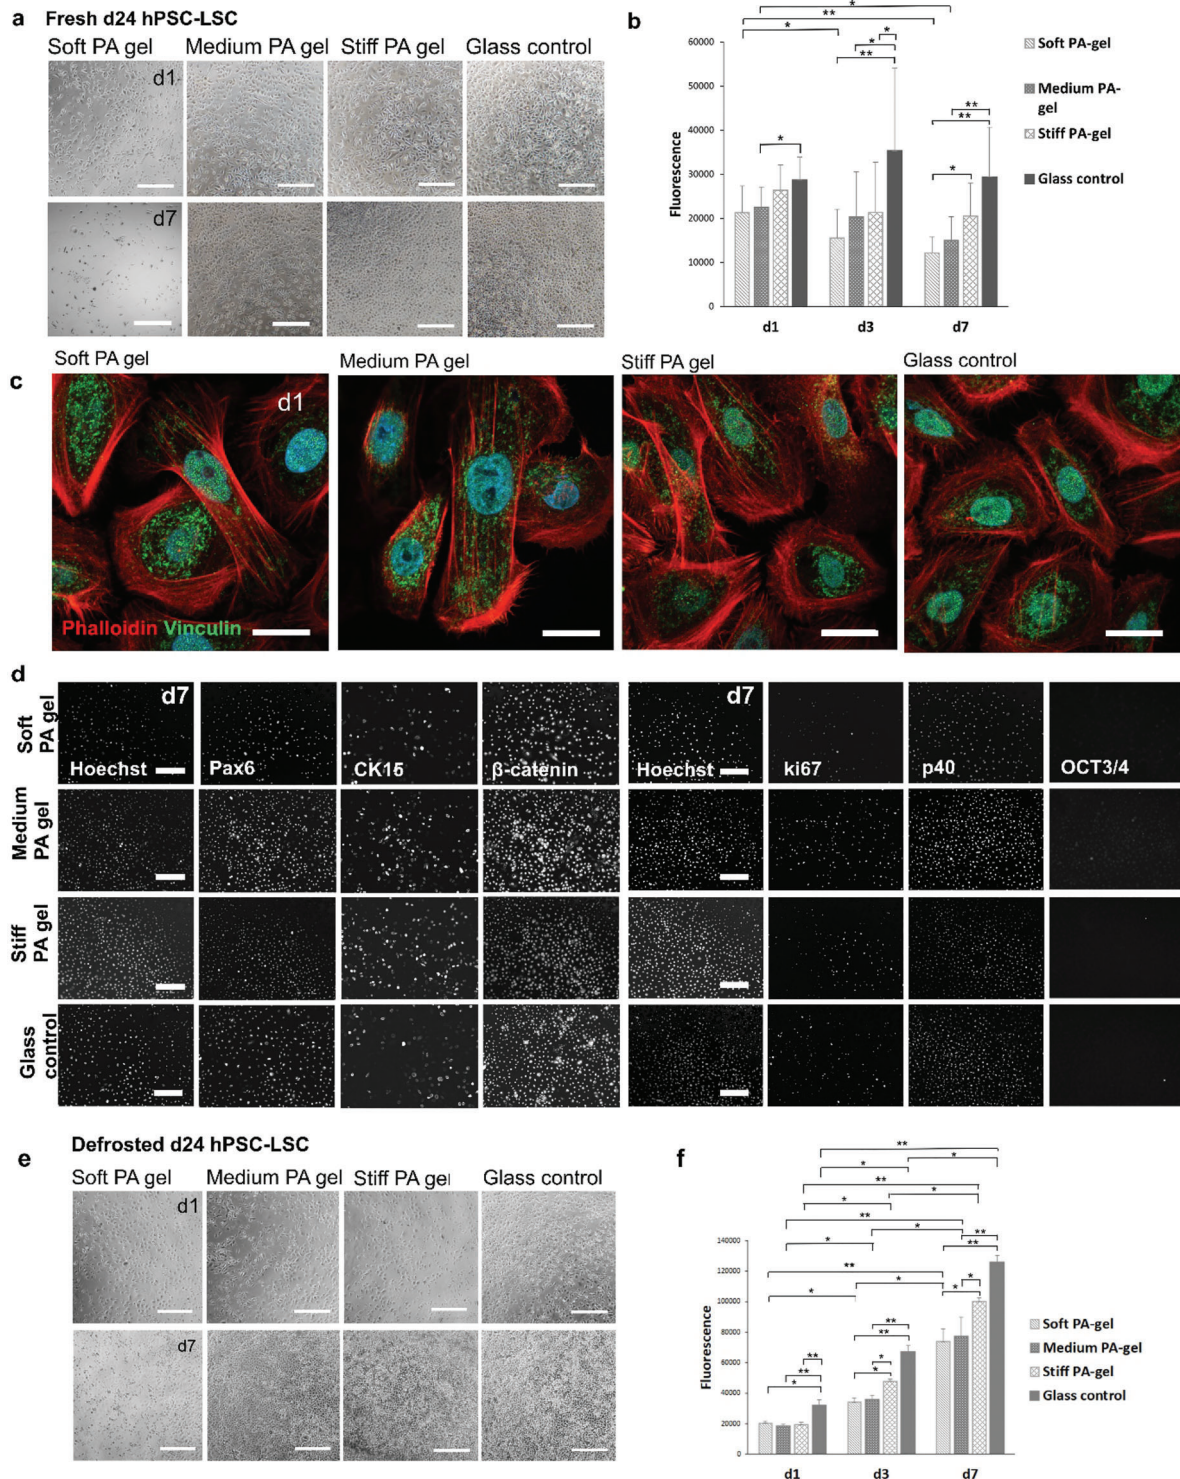 a Fresh d24 hPSC-LSC
Soft PA gel Medium PA gel Stiff PA gel Glass control
d1
d7
b
* 
**
*
*
*
**
*
**
**
*
Fluorescence
60000
50000
40000
30000
20000
10000
0
d1 d3 d7
Soft PA-gel
Medium PA-
gel
Stiff PA-gel
Glass control
c
Soft PA gel Medium PA gel Stiff PA gel Glass control
d1
Phalloidin Vinculin
d
d7 d7
Soft
PA gel
Hoechst Pax6 CK15 β-catenin Hoechst ki67 p40 OCT3/4
Medium
PA gel
Stiff
PA gel
Glass
control
e Defrosted d24 hPSC-LSC
Soft PA gel Medium PA gel Stiff PA gel Glass control
d1
d7
f
**
* *
**
* *
**
* *
**
* *
**
**
*
*
**
**
*
*
**
**
*
Fluorescence
140000
120000
100000
80000
60000
40000
20000
0
d1 d3 d7
Soft PA-gel
Medium PA-gel
Stiff PA-gel
Glass control